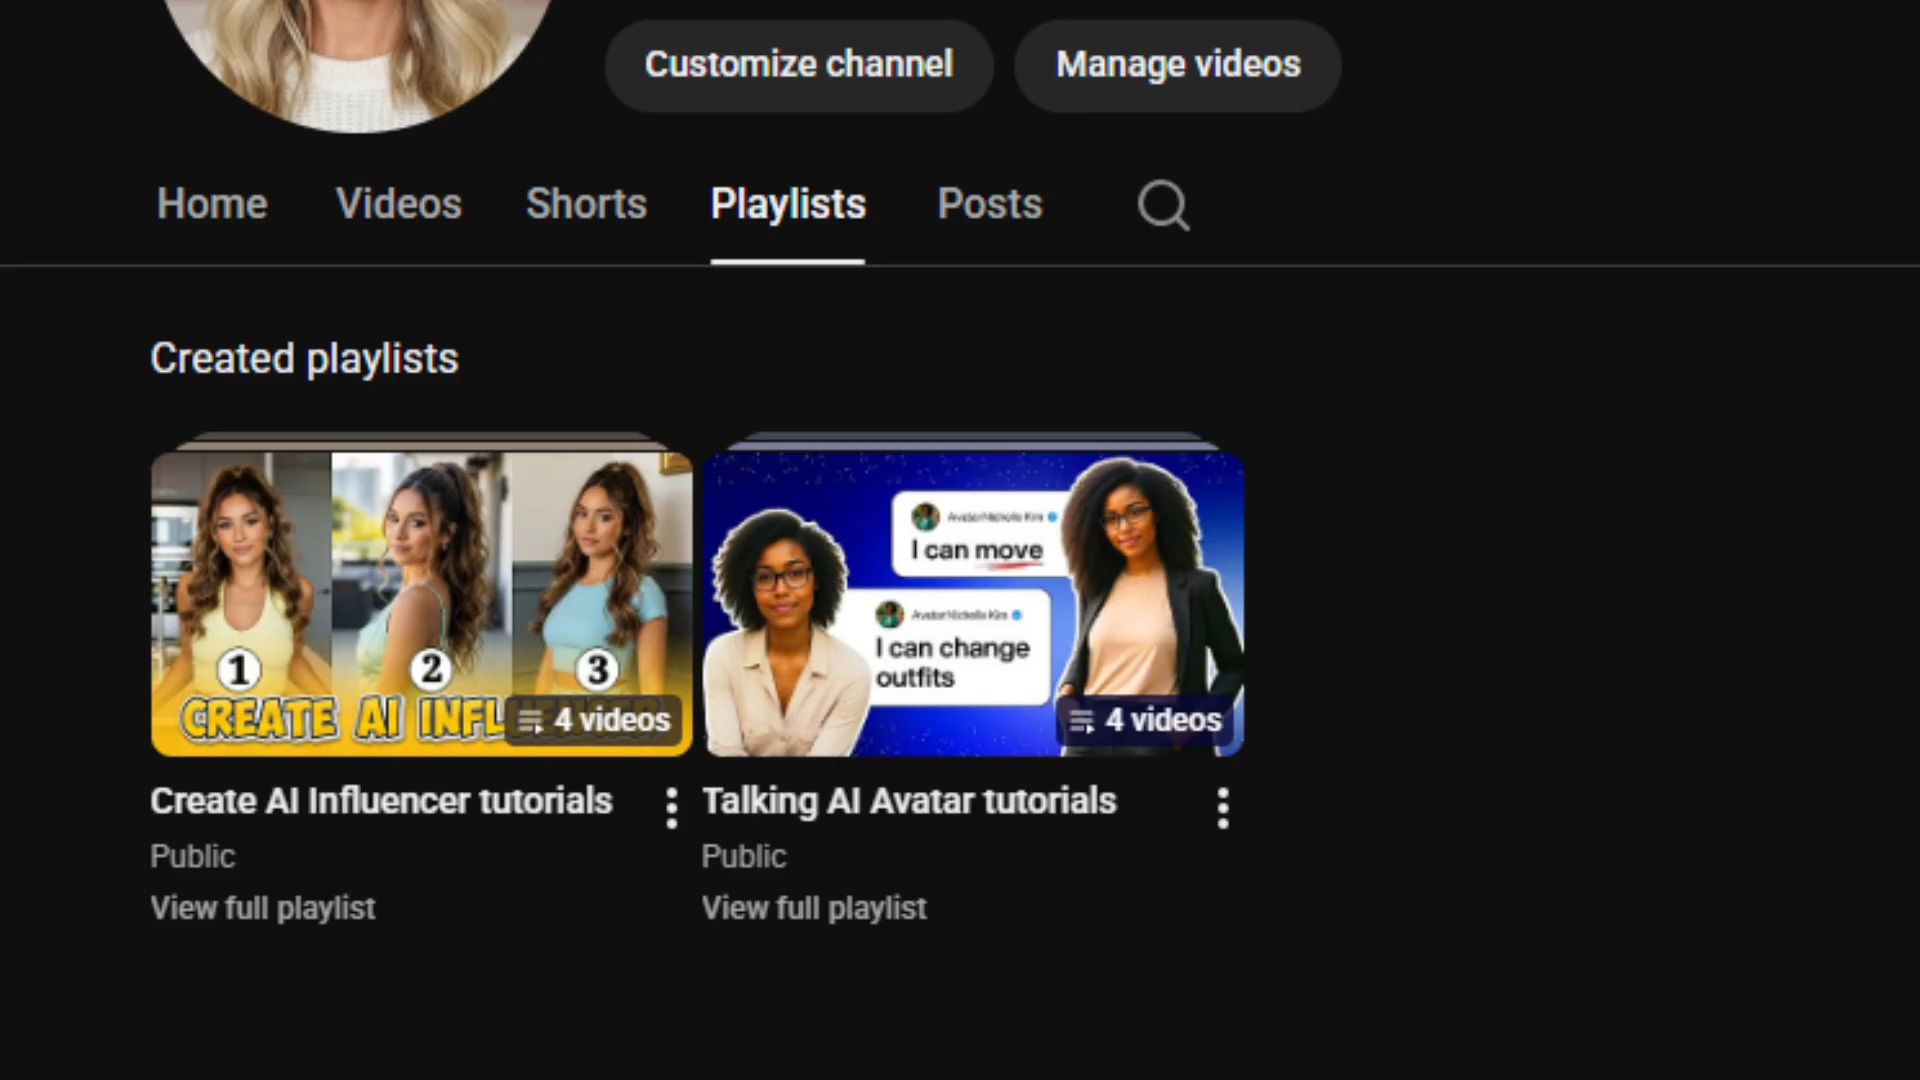 Customize channel
Manage videos
Home
Videos
Shorts
Playlists
Posts
Created playlists
1
2
3
CREATE AI
4 videos
I can move
I can change
outfits
4 videos
Create AI Influencer tutorials
Public
View full playlist
Talking AI Avatar tutorials
Public
View full playlist